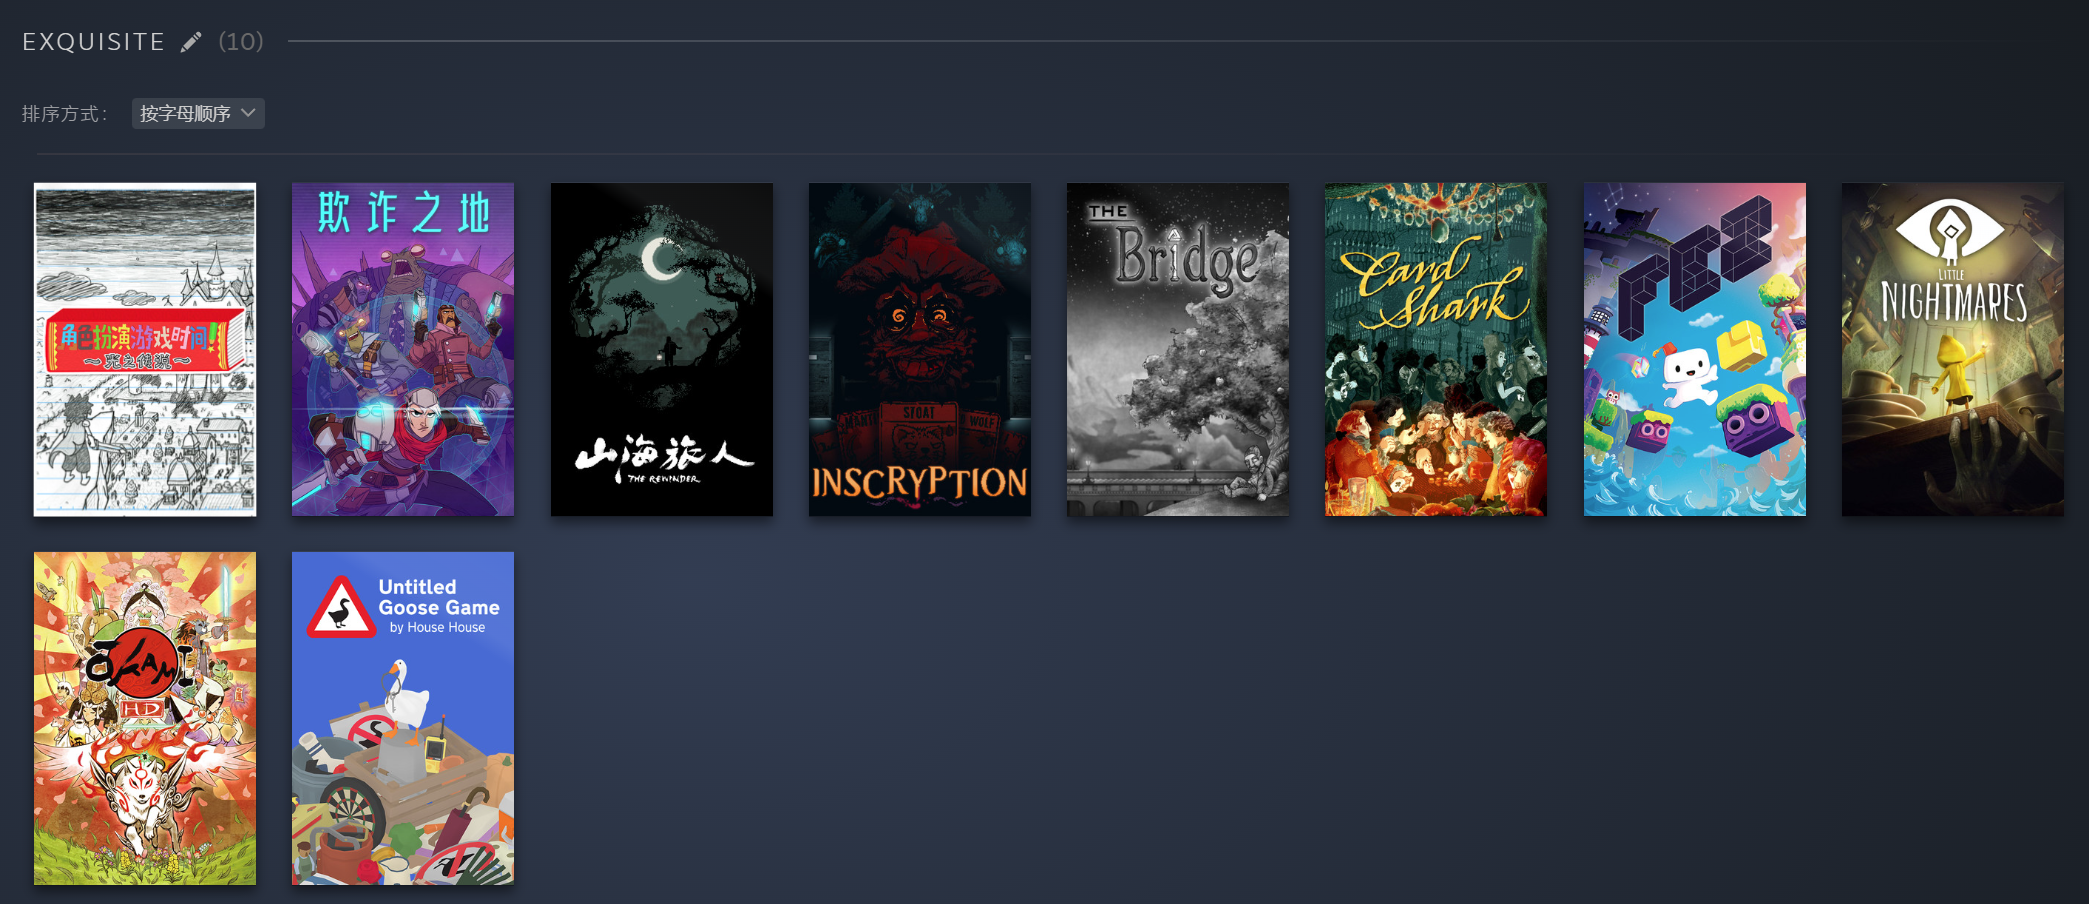 EXQUISITE (10)
排序方式：
按字母顺序
角色扮演游戏时间!
～光之传说～
欺诈之地
山海旅人
THE REWINDER
STOAT
WOLF
INSCRYPTION
THE
Bridge
Card
Shark
FEZ
LITTLE
NIGHTMARES
OKAMI
HD
Untitled
Goose Game
by House House